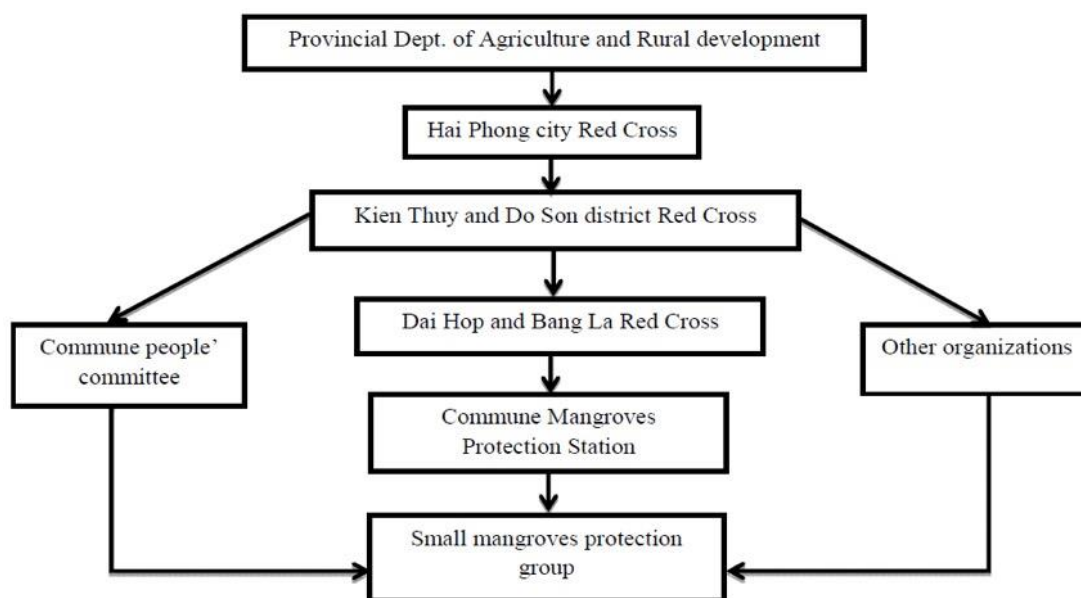 Provincial Dept. of Agriculture and Rural development
Hai Phong city Red Cross
Kien Thuy and Do Son district Red Cross
Dai Hop and Bang La Red Cross
Commune people’
committee
Other organizations
Commune Mangroves
Protection Station
Small mangroves protection
group